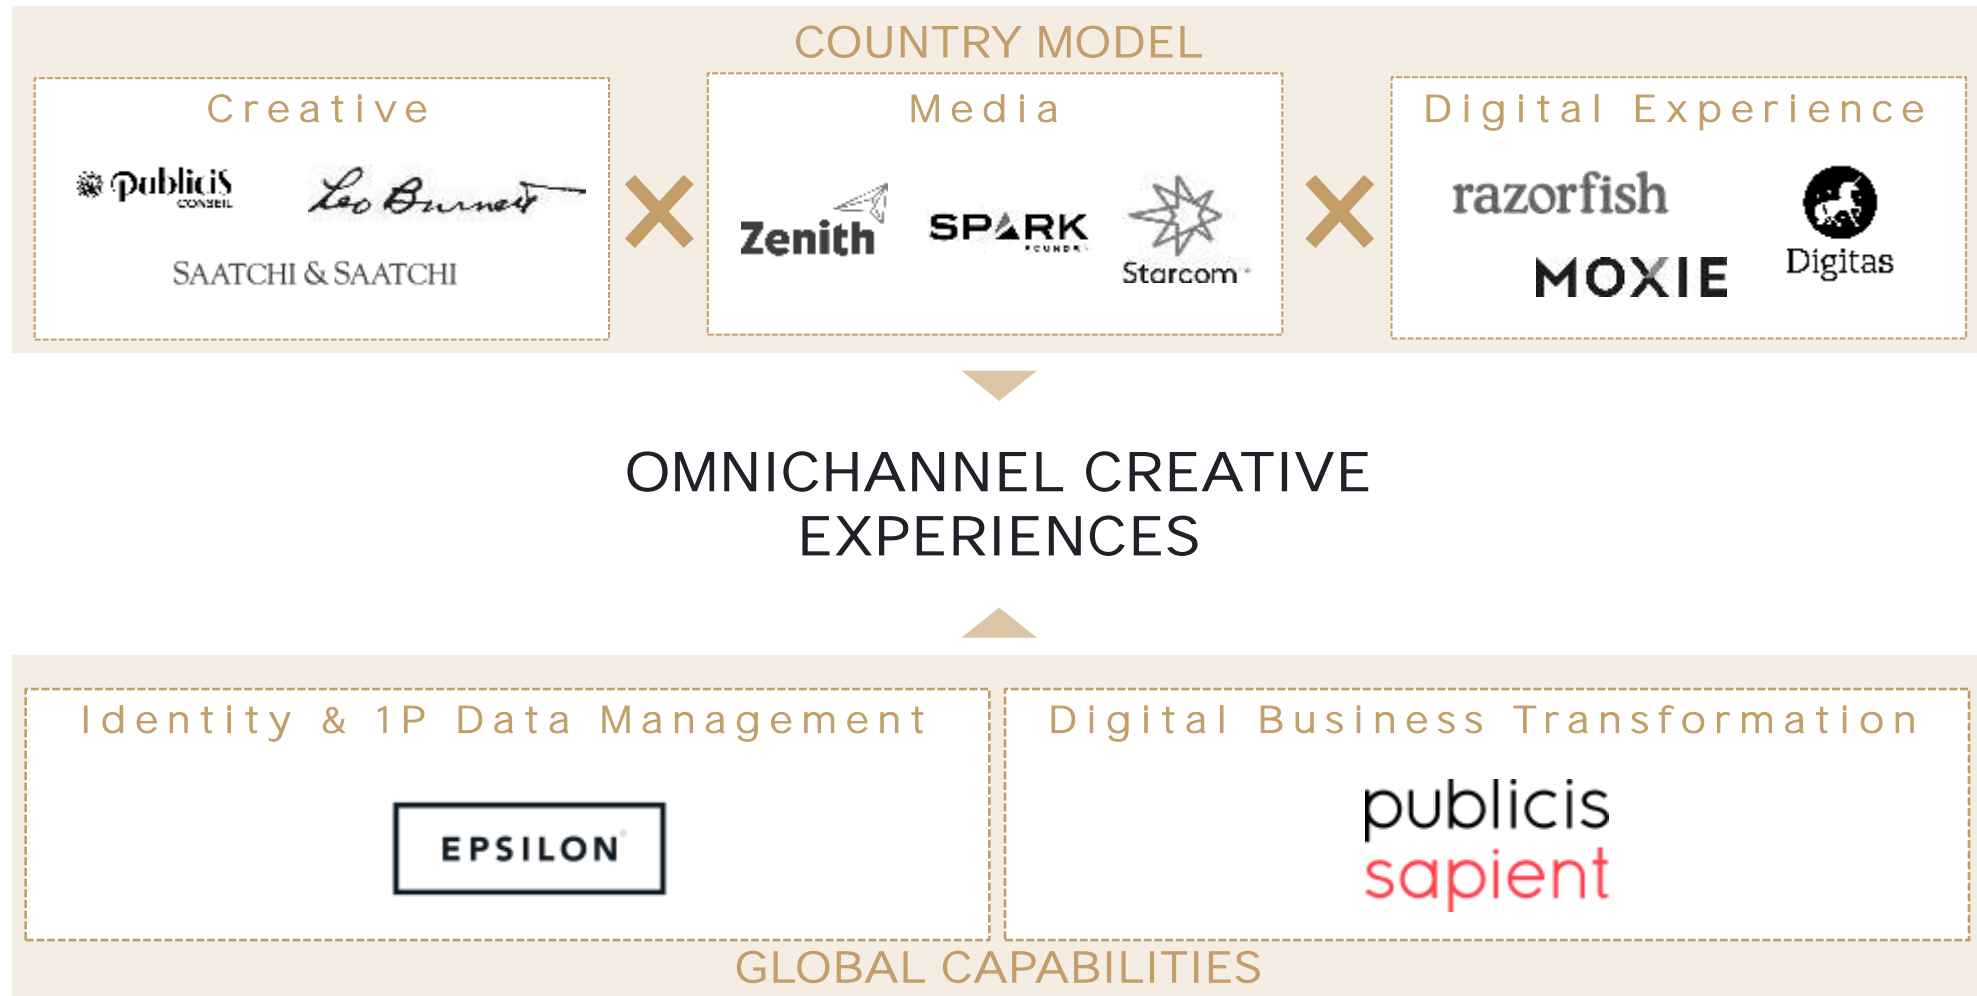 COUNTRY MODEL
Creative
publicis
CONSEIL
Leo Burnett
SAATCHI & SAATCHI
Media
Zenith
SPARK
Starcom
Digital Experience
razorfish
MOXIE
Digitas
OMNICHANNEL CREATIVE
EXPERIENCES
Identity & 1P Data Management
EPSILON
Digital Business Transformation
publicis
sapient
GLOBAL CAPABILITIES